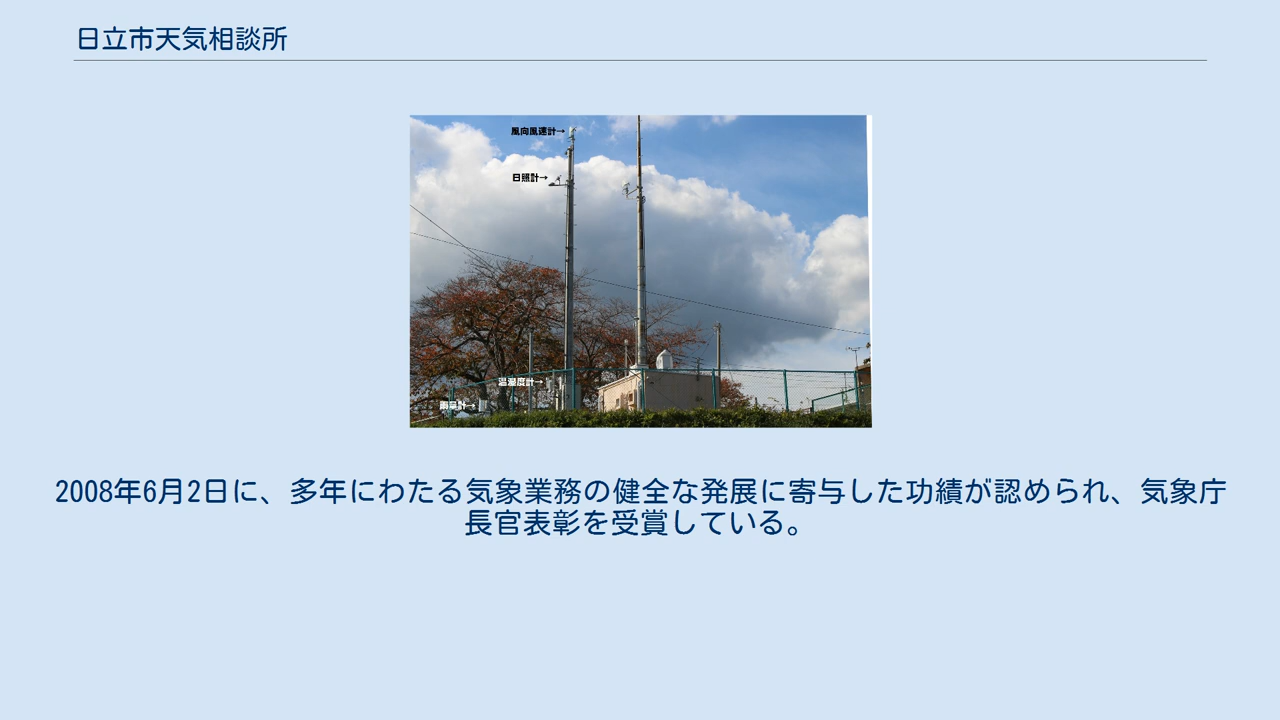 日立市天気相談所
風向風速計→
日照計→
温湿度計→
雨量計→
2008年6月2日に、多年にわたる気象業務の健全な発展に寄与した功績が認められ、気象庁
長官表彰を受賞している。